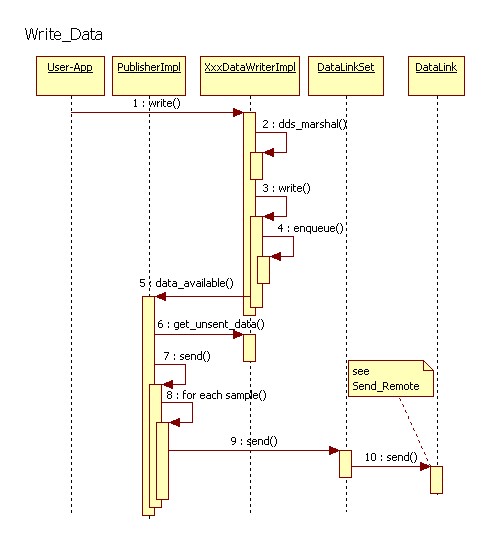 Write_Data
User-App
PublisherImpl
XxxDataWriterImpl
DataLinkSet
DataLink
1 : write()
2 : dds_marshal()
3 : write()
4 : enqueue()
5 : data_available()
6 : get_unsent_data()
7 : send()
8 : for each sample()
see
Send_Remote
9 : send()
10 : send()